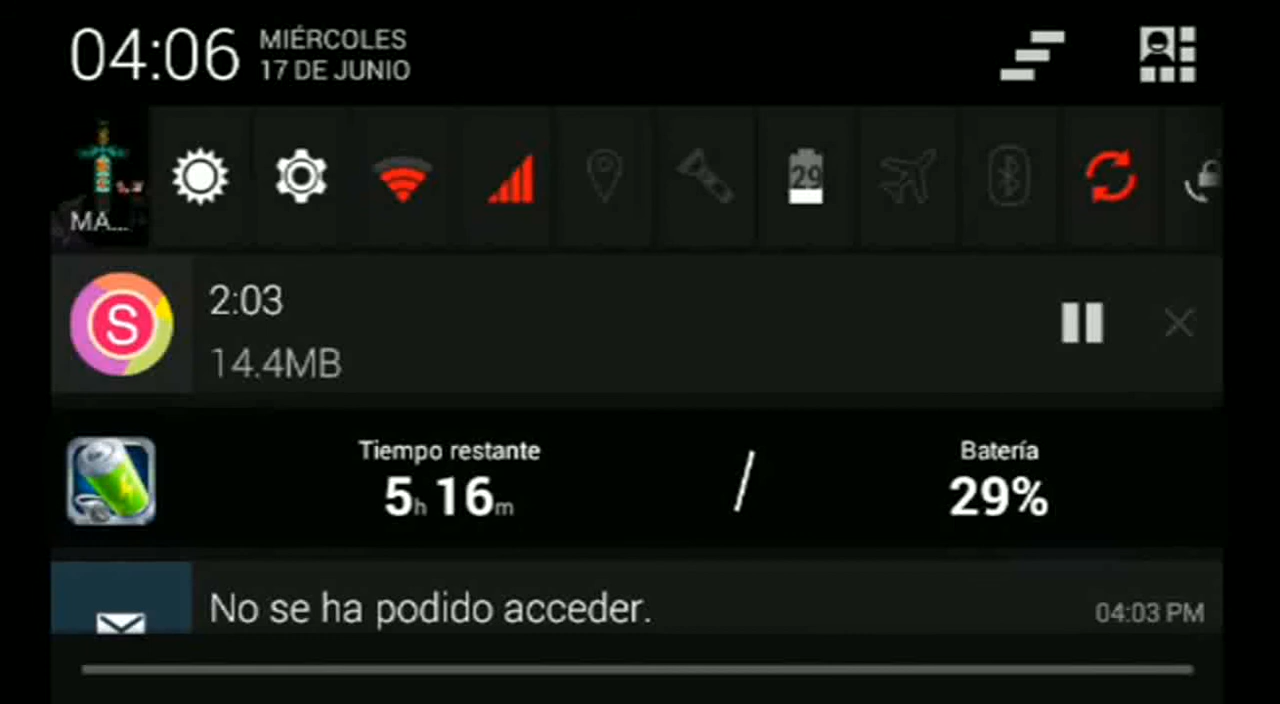 04:06
MIÉRCOLES
17 DE JUNIO
MA...
29
S
2:03
14.4MB
Tiempo restante
5h 16m
/
Batería
29%
No se ha podido acceder.
04:03 PM